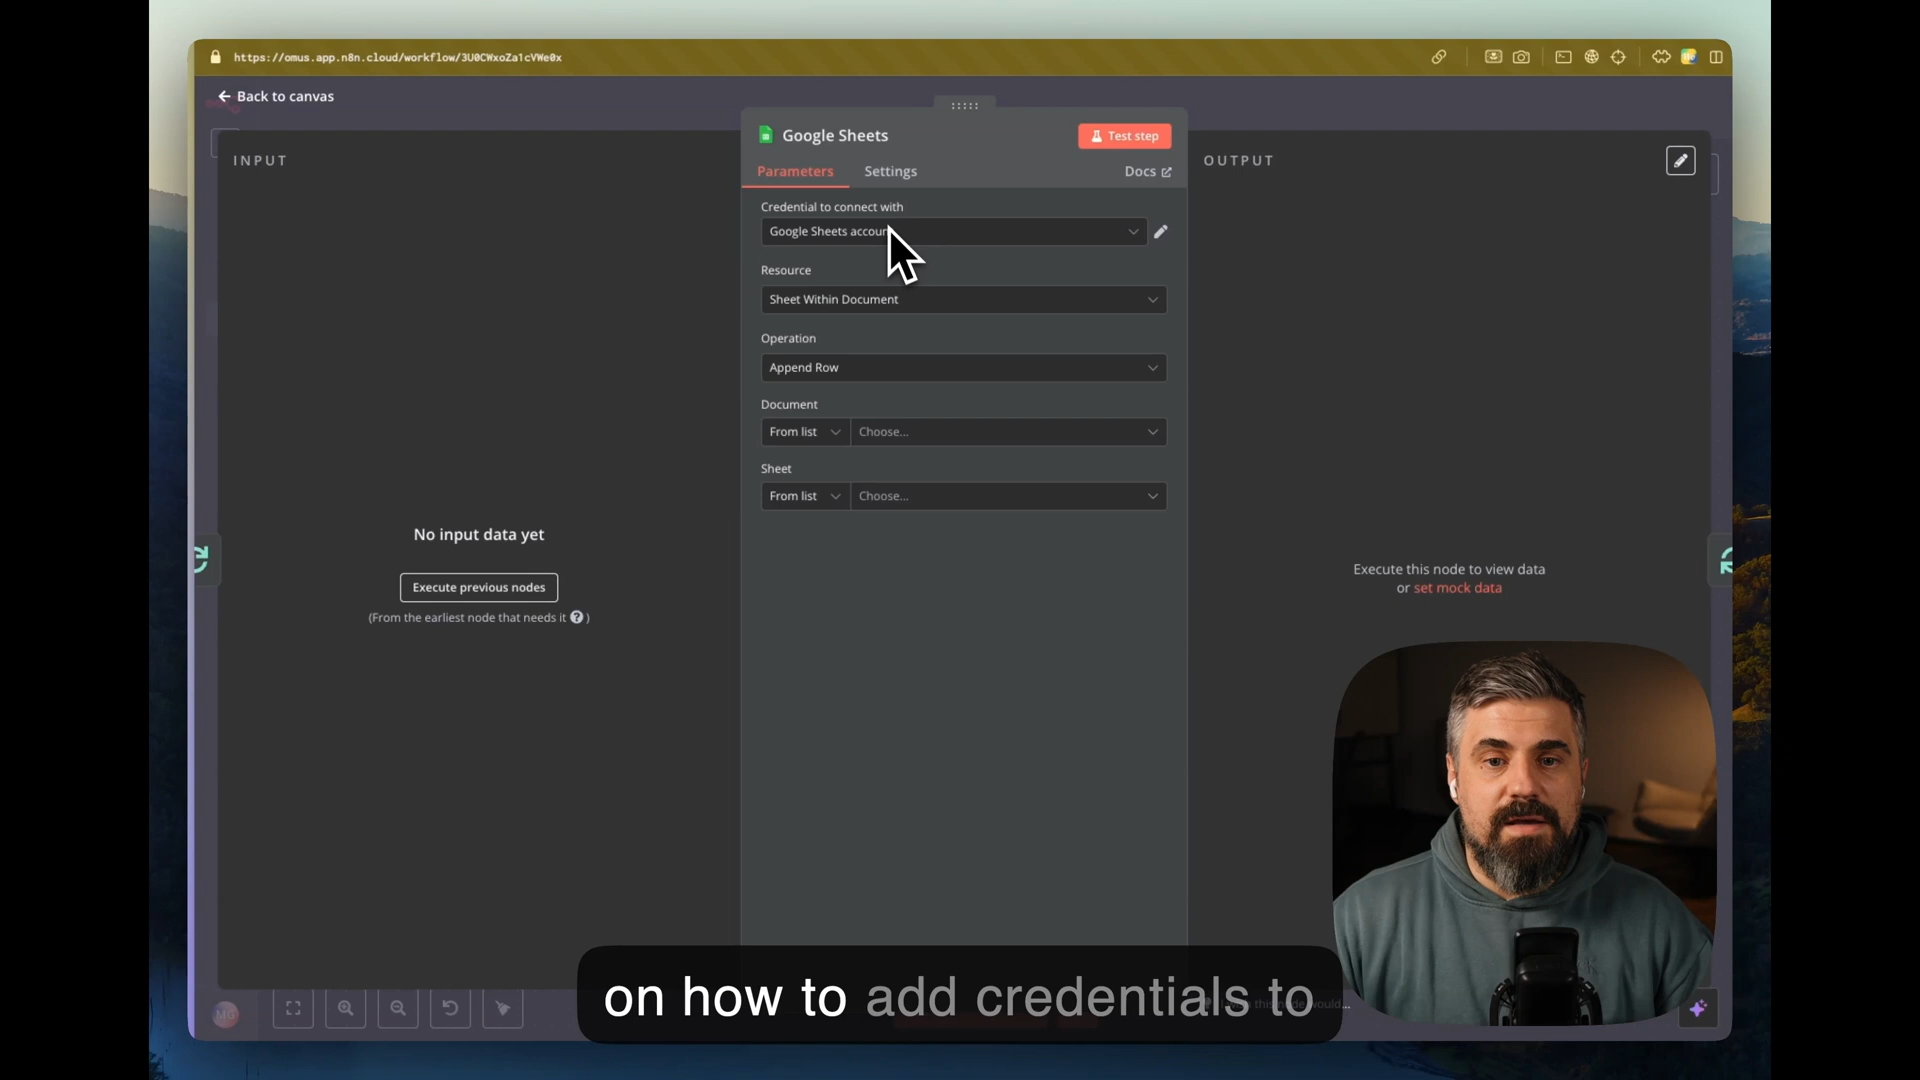 https://omus.app.n8n.cloud/workflow/3U0CWxoZa1cVWe0x
Back to canvas
INPUT
Google Sheets
Test step
OUTPUT
Parameters
Settings
Docs
Credential to connect with
Google Sheets accoun
Resource
Sheet Within Document
Operation
Append Row
Document
From list
Choose...
Sheet
From list
Choose...
No input data yet
Execute previous nodes
(From the earliest node that needs it ? )
Execute this node to view data
or set mock data
MG
on how to add credentials to